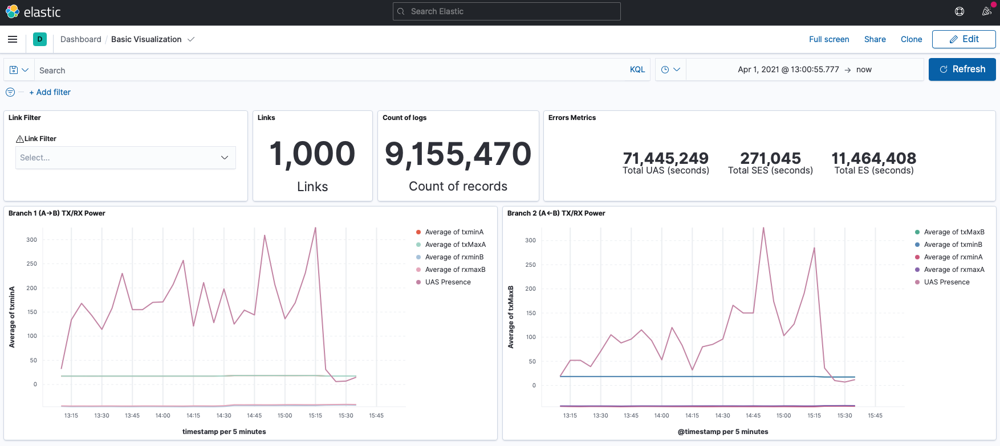 elastic
Search Elastic
D
Dashboard / Basic Visualization
Full screen
Share
Clone
Edit
Search
KQL
Apr 1, 2021 @ 13:00:55.777 → now
Refresh
+ Add filter
Link Filter
Link Filter
Select...
Links
1,000
Links
Count of logs
9,155,470
Count of records
Errors Metrics
71,445,249 271,045 11,464,408
Total UAS (seconds) Total SES (seconds) Total ES (seconds)
Branch 1 (A→B) TX/RX Power
Average of txminA
300
250
200
150
100
50
0
13:15 13:30 13:45 14:00 14:15 14:30 14:45 15:00 15:15 15:30 15:45
timestamp per 5 minutes
Average of txminA
Average of txMaxA
Average of rxminB
Average of rxmaxB
UAS Presence
Branch 2 (A←B) TX/RX Power
Average of txMaxB
300
250
200
150
100
50
0
13:15 13:30 13:45 14:00 14:15 14:30 14:45 15:00 15:15 15:30 15:45
@timestamp per 5 minutes
Average of txMaxB
Average of txminB
Average of rxminA
Average of rxmaxA
UAS Presence